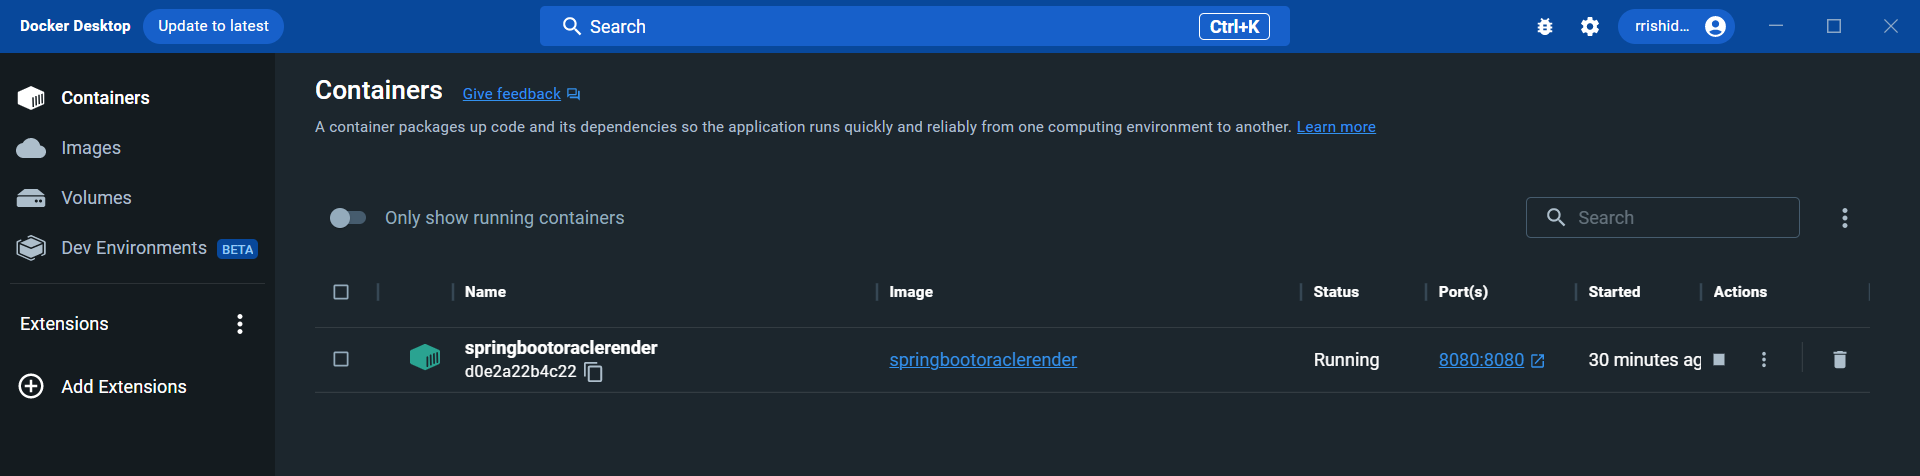 Docker Desktop Update to latest Search Ctrl+K rrishid...
Containers
Images
Volumes
Dev Environments BETA
Extensions
Add Extensions
Containers Give feedback
A container packages up code and its dependencies so the application runs quickly and reliably from one computing environment to another. Learn more
Only show running containers Search
Name Image Status Port(s) Started Actions
springbootoraclerender
d0e2a22b4c22
springbootoraclerender Running 8080:8080 30 minutes ag